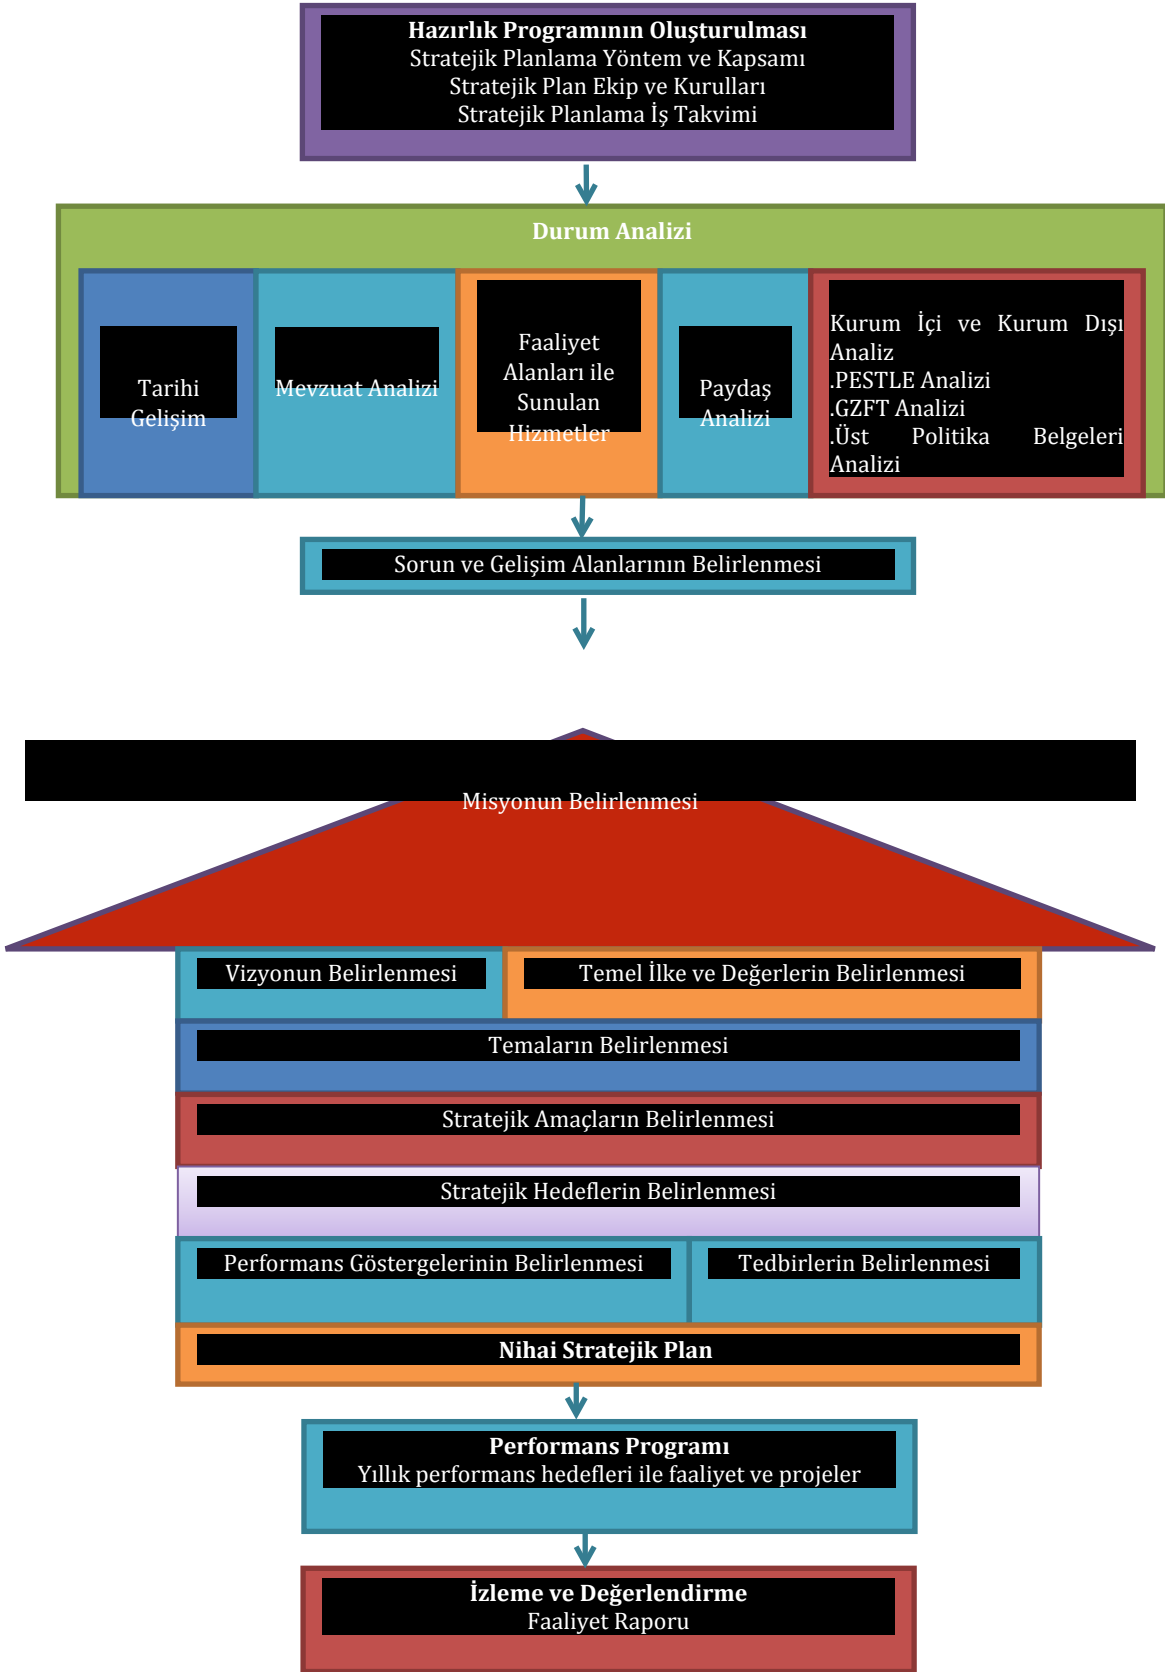 Hazırlık Programının Oluşturulması
Stratejik Planlama Yöntem ve Kapsamı
Stratejik Plan Ekip ve Kurulları
Stratejik Planlama İş Takvimi
Durum Analizi
Tarihi
Gelişim
Mevzuat Analizi
Faaliyet
Alanları ile
Sunulan
Hizmetler
Paydaş
Analizi
Kurum İçi ve Kurum Dışı
Analiz
.PESTLE Analizi
.GZFT Analizi
.Üst Politika Belgeleri
Analizi
Sorun ve Gelişim Alanlarının Belirlenmesi
Misyonun Belirlenmesi
Vizyonun Belirlenmesi
Temel İlke ve Değerlerin Belirlenmesi
Temaların Belirlenmesi
Stratejik Amaçların Belirlenmesi
Stratejik Hedeflerin Belirlenmesi
Performans Göstergelerinin Belirlenmesi
Tedbirlerin Belirlenmesi
Nihai Stratejik Plan
Performans Programı
Yıllık performans hedefleri ile faaliyet ve projeler
İzleme ve Değerlendirme
Faaliyet Raporu